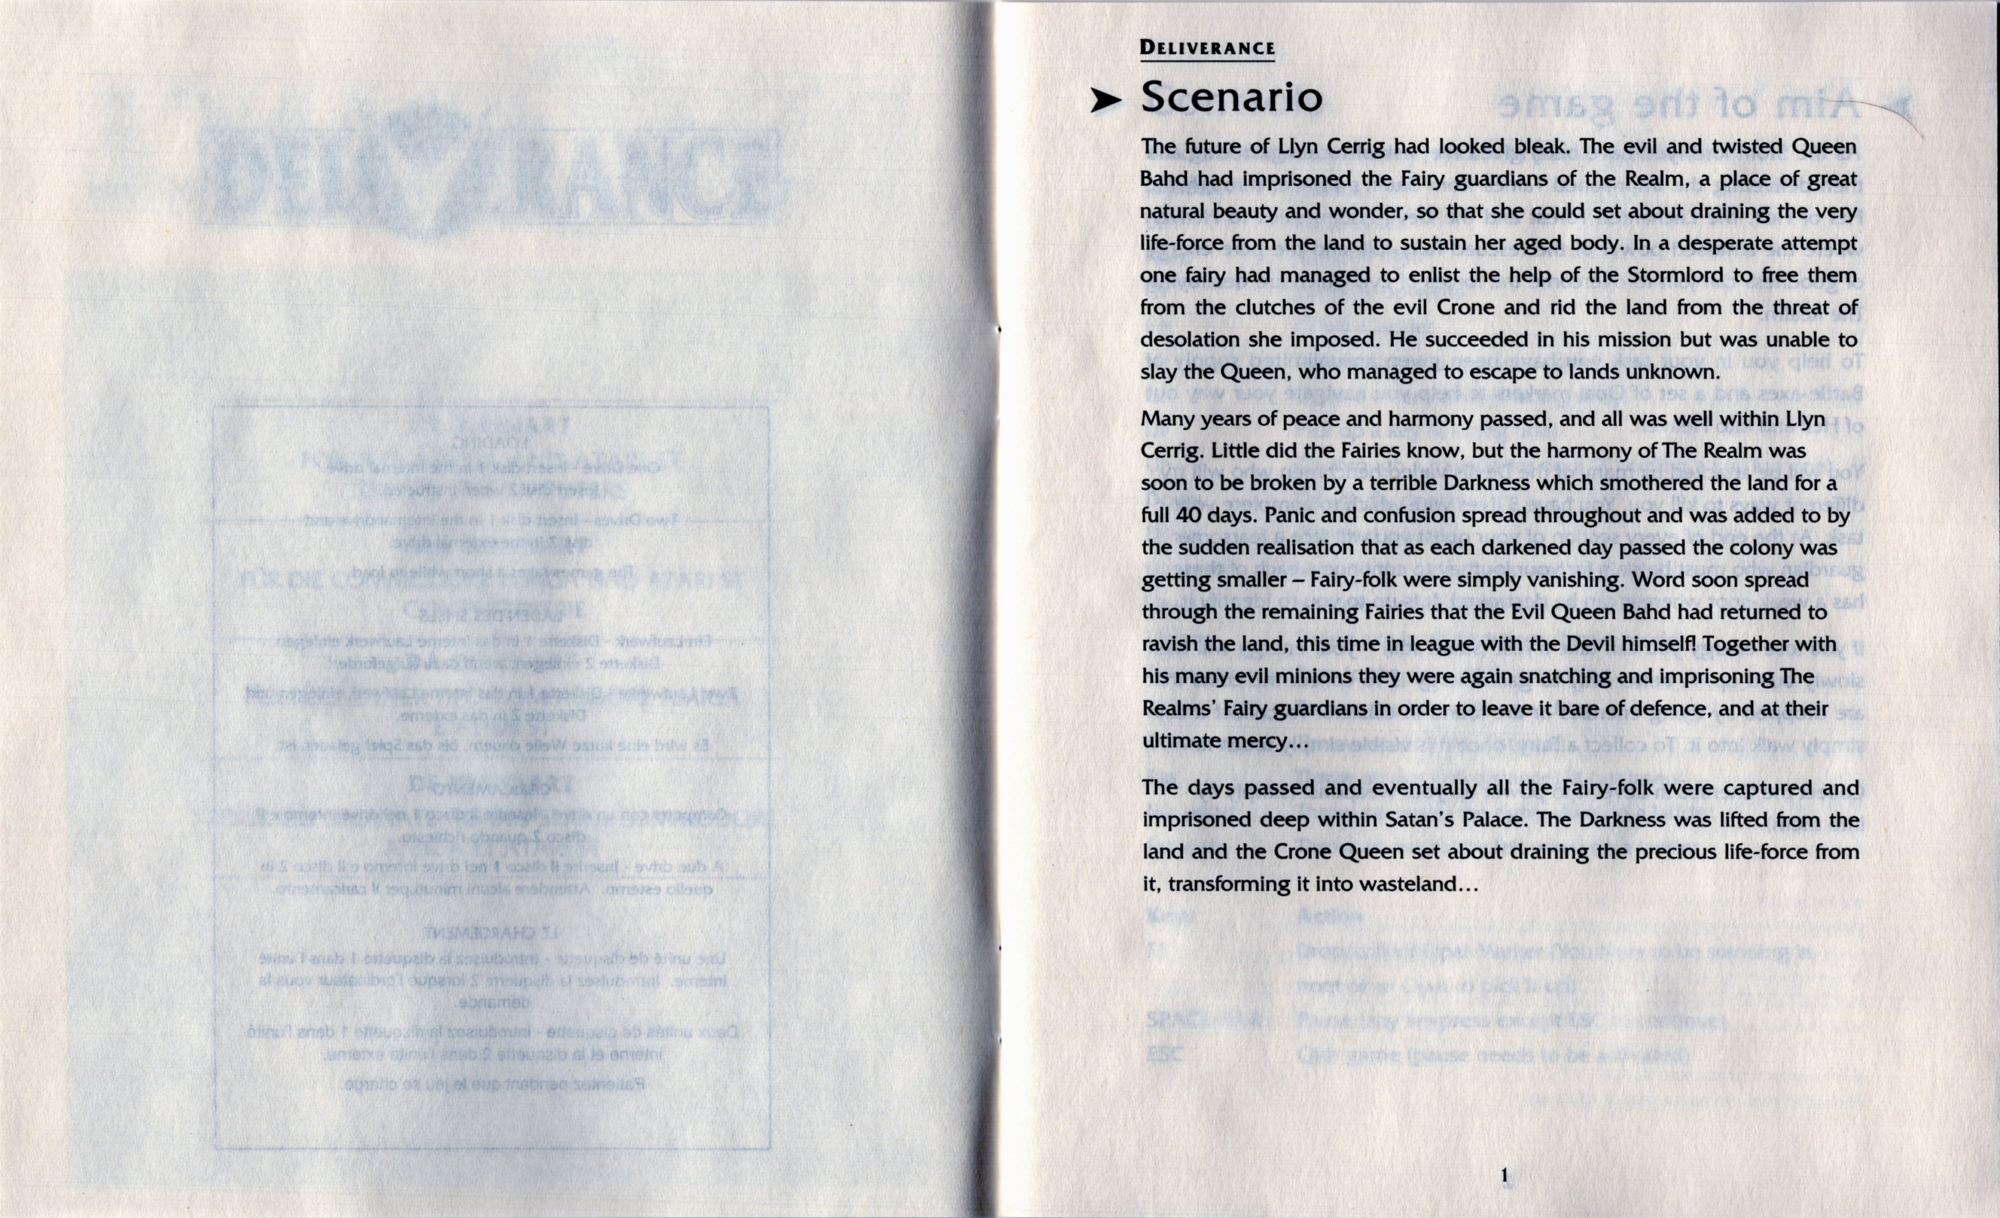 DELIVERANCE
➤ Scenario
The future of Llyn Cerrig had looked bleak. The evil and twisted Queen
Bahd had imprisoned the Fairy guardians of the Realm, a place of great
natural beauty and wonder, so that she could set about draining the very
life-force from the land to sustain her aged body. In a desperate attempt
one fairy had managed to enlist the help of the Stormlord to free them
from the clutches of the evil Crone and rid the land from the threat of
desolation she imposed. He succeeded in his mission but was unable to
slay the Queen, who managed to escape to lands unknown.
Many years of peace and harmony passed, and all was well within Llyn
Cerrig. Little did the Fairies know, but the harmony of The Realm was
soon to be broken by a terrible Darkness which smothered the land for a
full 40 days. Panic and confusion spread throughout and was added to by
the sudden realisation that as each darkened day passed the colony was
getting smaller – Fairy-folk were simply vanishing. Word soon spread
through the remaining Fairies that the Evil Queen Bahd had returned to
ravish the land, this time in league with the Devil himself! Together with
his many evil minions they were again snatching and imprisoning The
Realms' Fairy guardians in order to leave it bare of defence, and at their
ultimate mercy...
The days passed and eventually all the Fairy-folk were captured and
imprisoned deep within Satan's Palace. The Darkness was lifted from the
land and the Crone Queen set about draining the precious life-force from
it, transforming it into wasteland...
1